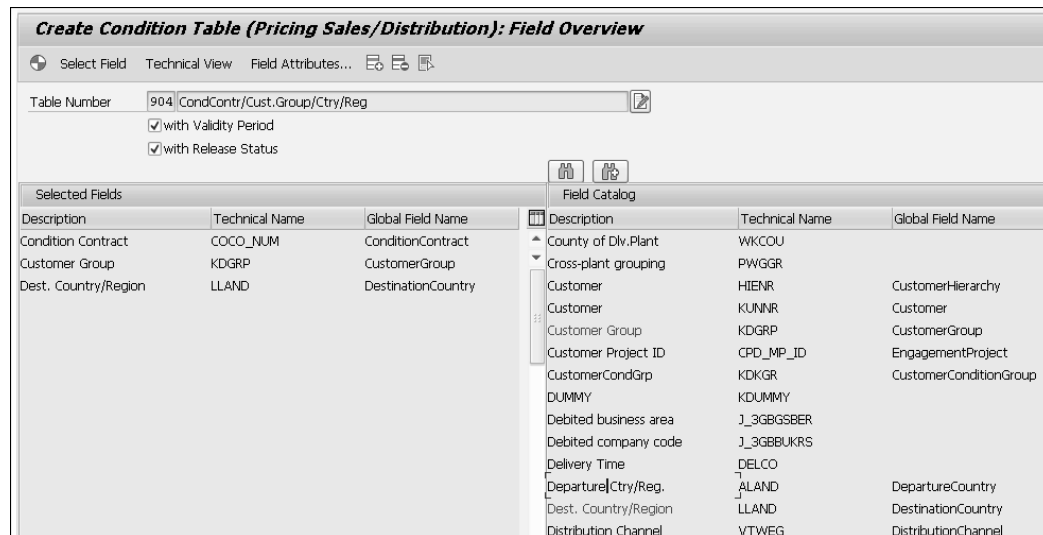 Create Condition Table (Pricing Sales/Distribution): Field Overview
Select Field Technical View Field Attributes...
Table Number 904 CondContr/Cust.Group/Ctry/Reg
with Validity Period
with Release Status
Selected Fields
Description Technical Name Global Field Name
Condition Contract COCO_NUM ConditionContract
Customer Group KDGRP CustomerGroup
Dest. Country/Region LLAND DestinationCountry
Field Catalog
Description Technical Name Global Field Name
County of Dlv.Plant WKCOU
Cross-plant grouping PWGGR
Customer HIENR CustomerHierarchy
Customer KUNNR Customer
Customer Group KDGRP CustomerGroup
Customer Project ID CPD_MP_ID EngagementProject
CustomerCondGrp KDKGR CustomerConditionGroup
DUMMY KDUMMY
Debited business area J_3GBGSBER
Debited company code J_3GBBUKRS
Delivery Time DELCO
Departure Ctry/Reg. ALAND DepartureCountry
Dest. Country/Region LLAND DestinationCountry
Distribution Channel VTWEG DistributionChannel